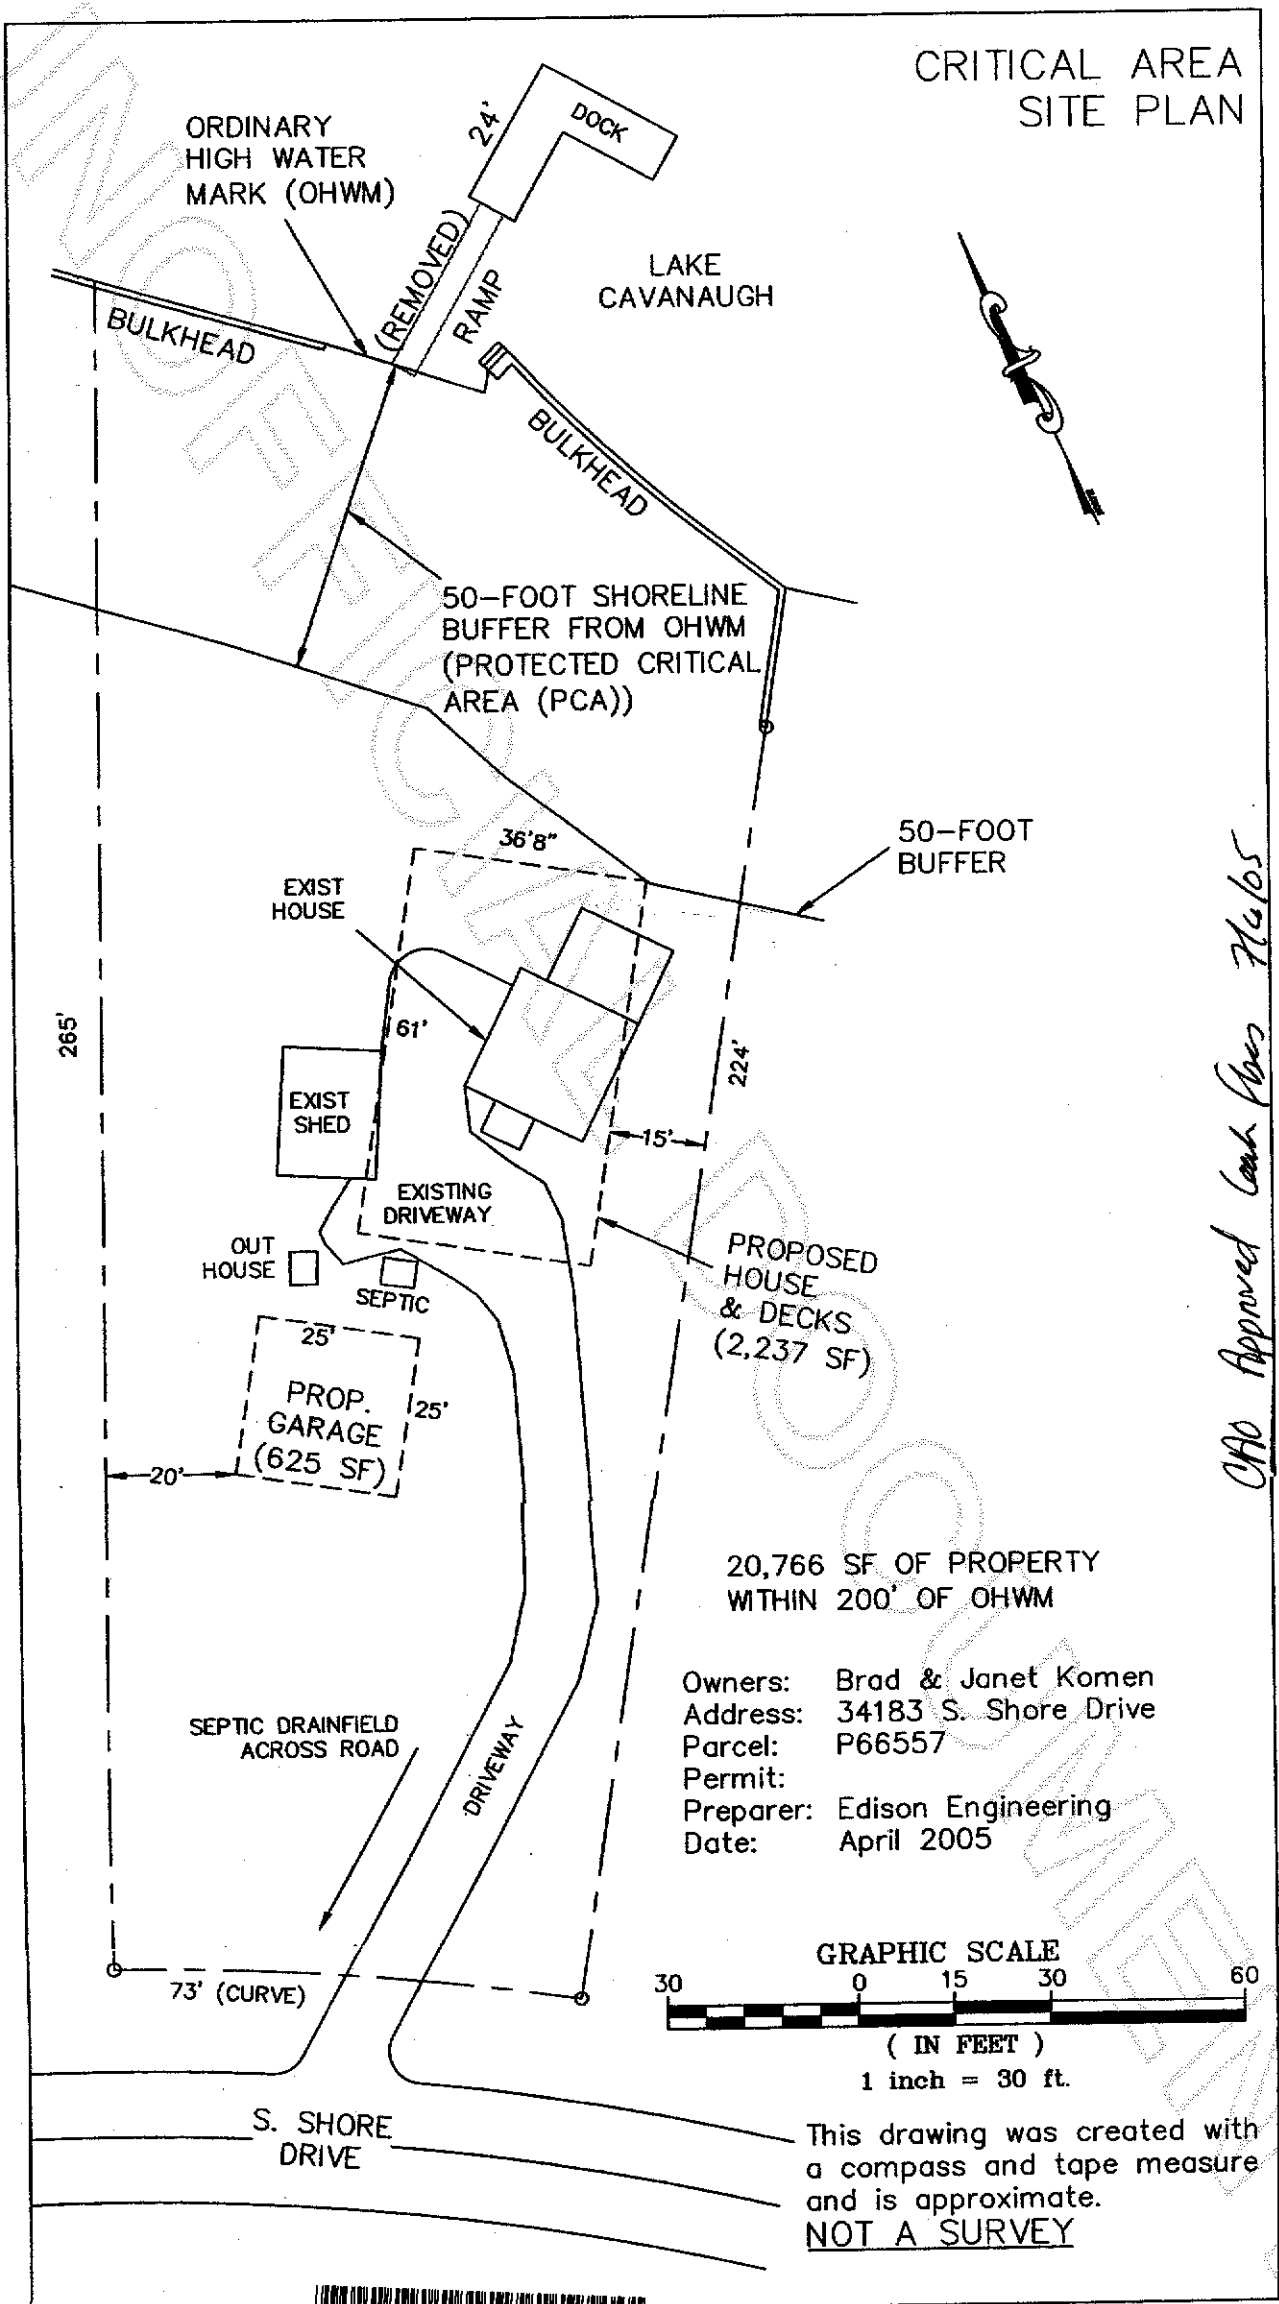 CRITICAL AREA
SITE PLAN
24'
DOCK
ORDINARY
HIGH WATER
MARK (OHWM)
(REMOVED)
RAMP
LAKE
CAVANAUGH
BULKHEAD
BULKHEAD
50-FOOT SHORELINE
BUFFER FROM OHWM
(PROTECTED CRITICAL
AREA (PCA))
50-FOOT
BUFFER
36'8"
EXIST
HOUSE
265'
61'
224'
EXIST
SHED
15'
EXISTING
DRIVEWAY
OUT
HOUSE
SEPTIC
PROPOSED
HOUSE
& DECKS
(2,237 SF)
25'
PROP.
GARAGE
(625 SF)
25'
20'
CAO Approved 7/6/05
20,766 SF OF PROPERTY
WITHIN 200' OF OHWM
Owners: Brad & Janet Komen
Address: 34183 S. Shore Drive
Parcel: P66557
Permit:
Preparer: Edison Engineering
Date: April 2005
SEPTIC DRAINFIELD
ACROSS ROAD
DRIVEWAY
73' (CURVE)
GRAPHIC SCALE
30 0 15 30 60
( IN FEET )
1 inch = 30 ft.
S. SHORE
DRIVE
This drawing was created with
a compass and tape measure
and is approximate.
NOT A SURVEY
UNOFFICIAL DOCUMENT